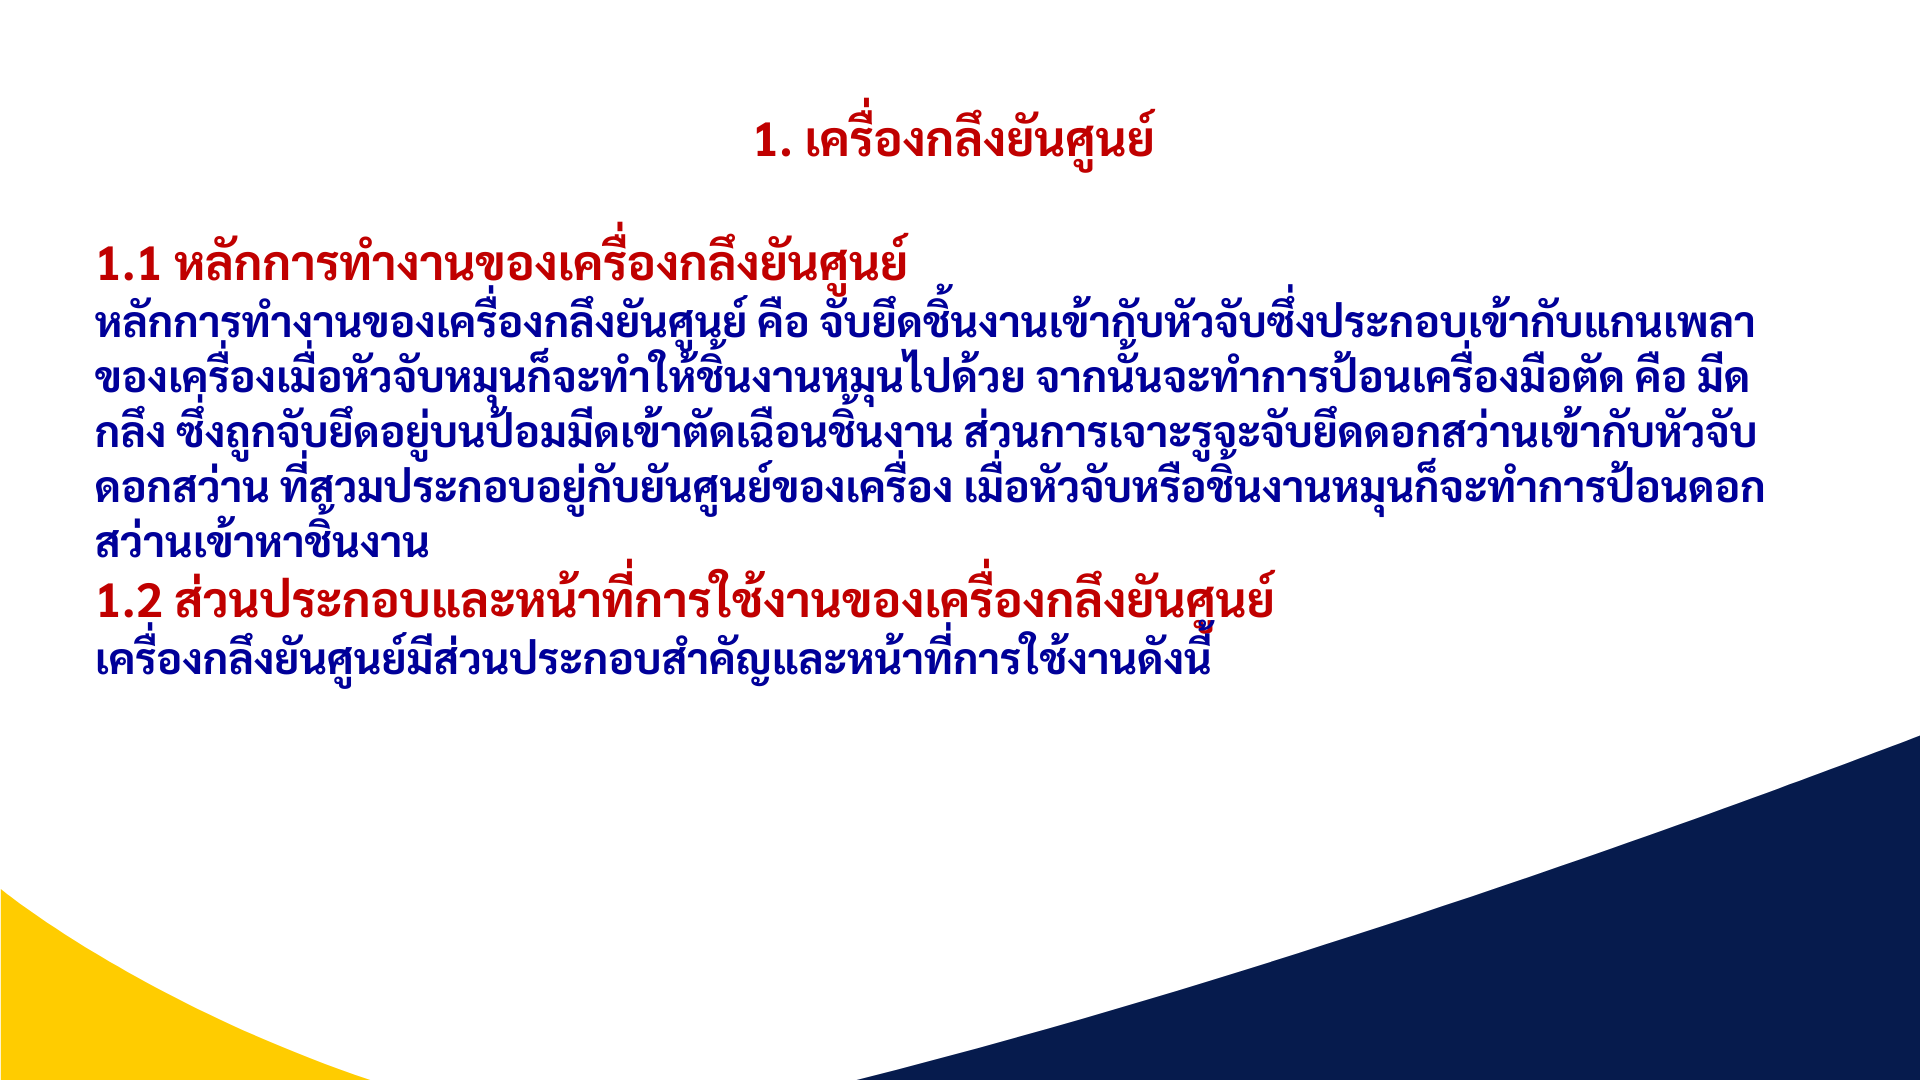 1. เครื่องกลึงยันศูนย์
1.1 หลักการทำงานของเครื่องกลึงยันศูนย์
หลักการทำงานของเครื่องกลึงยันศูนย์ คือ จับยึดชิ้นงานเข้ากับหัวจับซึ่งประกอบเข้ากับแกนเพลา
ของเครื่องเมื่อหัวจับหมุนก็จะทำให้ชิ้นงานหมุนไปด้วย จากนั้นจะทำการป้อนเครื่องมือตัด คือ มีด
กลึง ซึ่งถูกจับยึดอยู่บนป้อมมีดเข้าตัดเฉือนชิ้นงาน ส่วนการเจาะรูจะจับยึดดอกสว่านเข้ากับหัวจับ
ดอกสว่าน ที่สวมประกอบอยู่กับยันศูนย์ของเครื่อง เมื่อหัวจับหรือชิ้นงานหมุนก็จะทำการป้อนดอก
สว่านเข้าหาชิ้นงาน
1.2 ส่วนประกอบและหน้าที่การใช้งานของเครื่องกลึงยันศูนย์
เครื่องกลึงยันศูนย์มีส่วนประกอบสำคัญและหน้าที่การใช้งานดังนี้